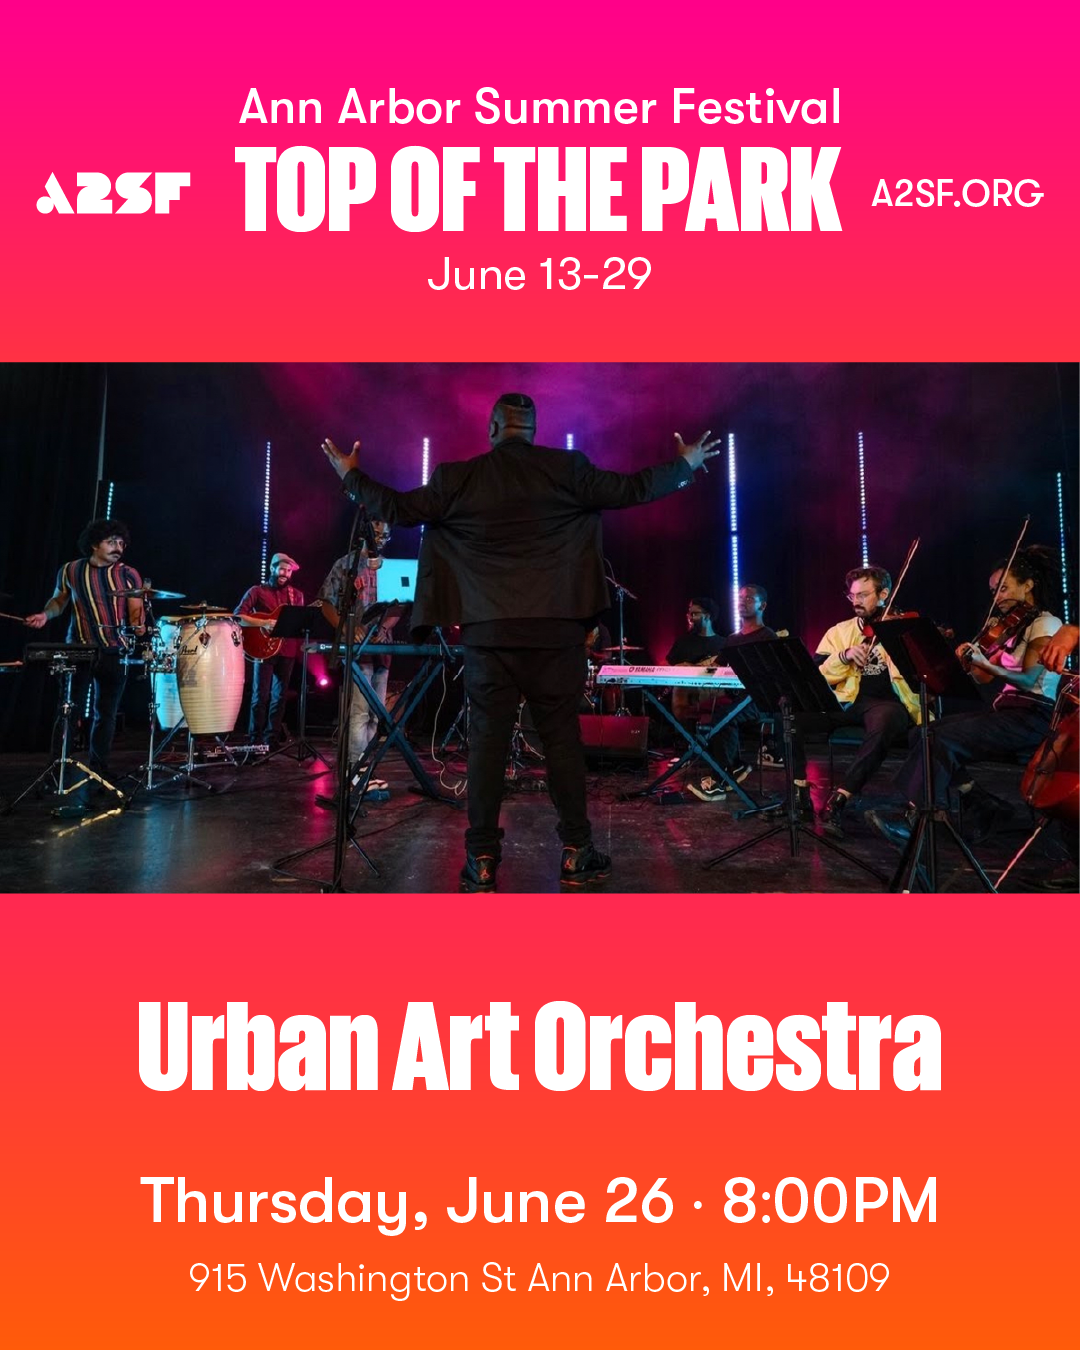 Ann Arbor Summer Festival
A2SF
TOP OF THE PARK
A2SF.ORG
June 13-29
Urban Art Orchestra
Thursday, June 26 · 8:00PM
915 Washington St Ann Arbor, MI, 48109